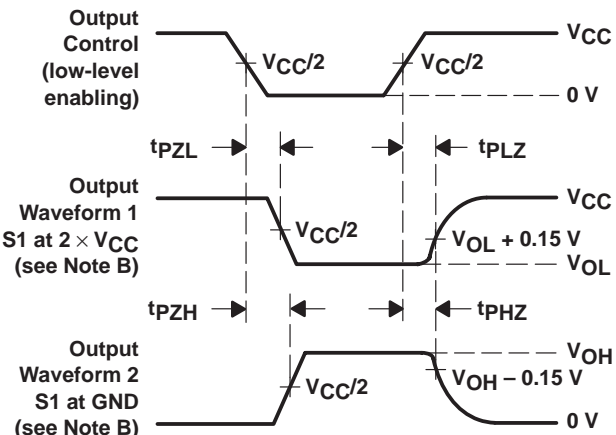 Output
Control
(low-level
enabling)
VCC/2
VCC/2
VCC
0 V
tPZL
tPLZ
Output
Waveform 1
S1 at 2 × VCC
(see Note B)
VCC/2
VCC
VOL + 0.15 V
VOL
tPZH
tPHZ
Output
Waveform 2
S1 at GND
(see Note B)
VCC/2
VOH
VOH – 0.15 V
0 V